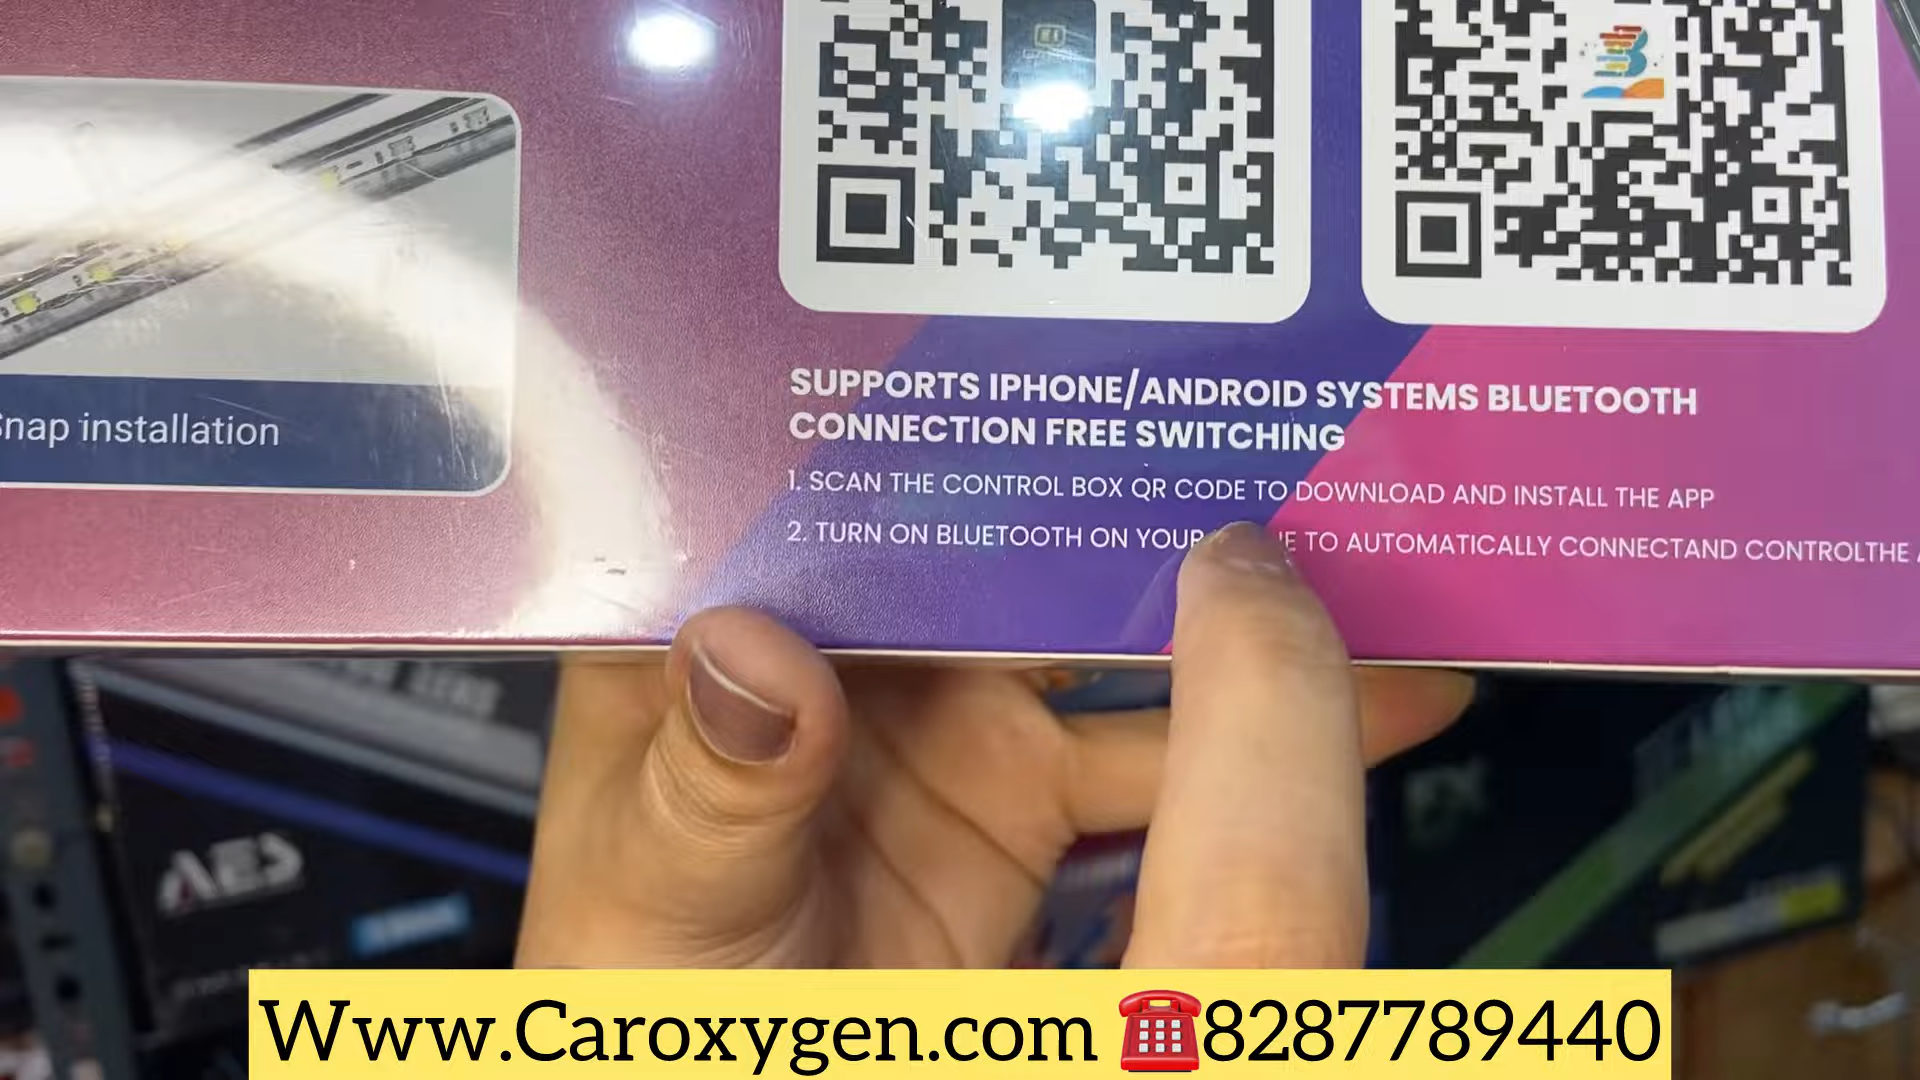 Snap installation
SUPPORTS IPHONE/ANDROID SYSTEMS BLUETOOTH
CONNECTION FREE SWITCHING
1. SCAN THE CONTROL BOX QR CODE TO DOWNLOAD AND INSTALL THE APP
2. TURN ON BLUETOOTH ON YOUR TO AUTOMATICALLY CONNECTAND CONTROLTHE
AES
Www.Caroxygen.com ☎️8287789440